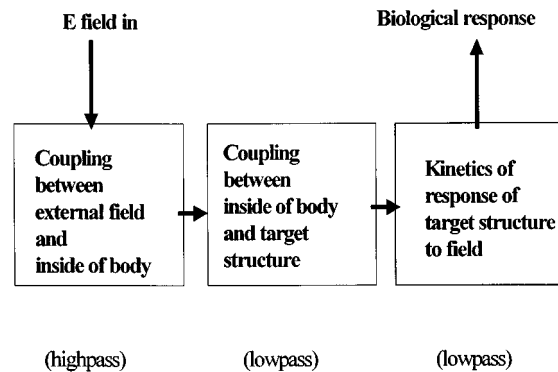 E field in
Biological response
Coupling
between
external field
and
inside of body
Coupling
between
inside of body
and target
structure
Kinetics of
response of
target structure
to field
(highpass)
(lowpass)
(lowpass)